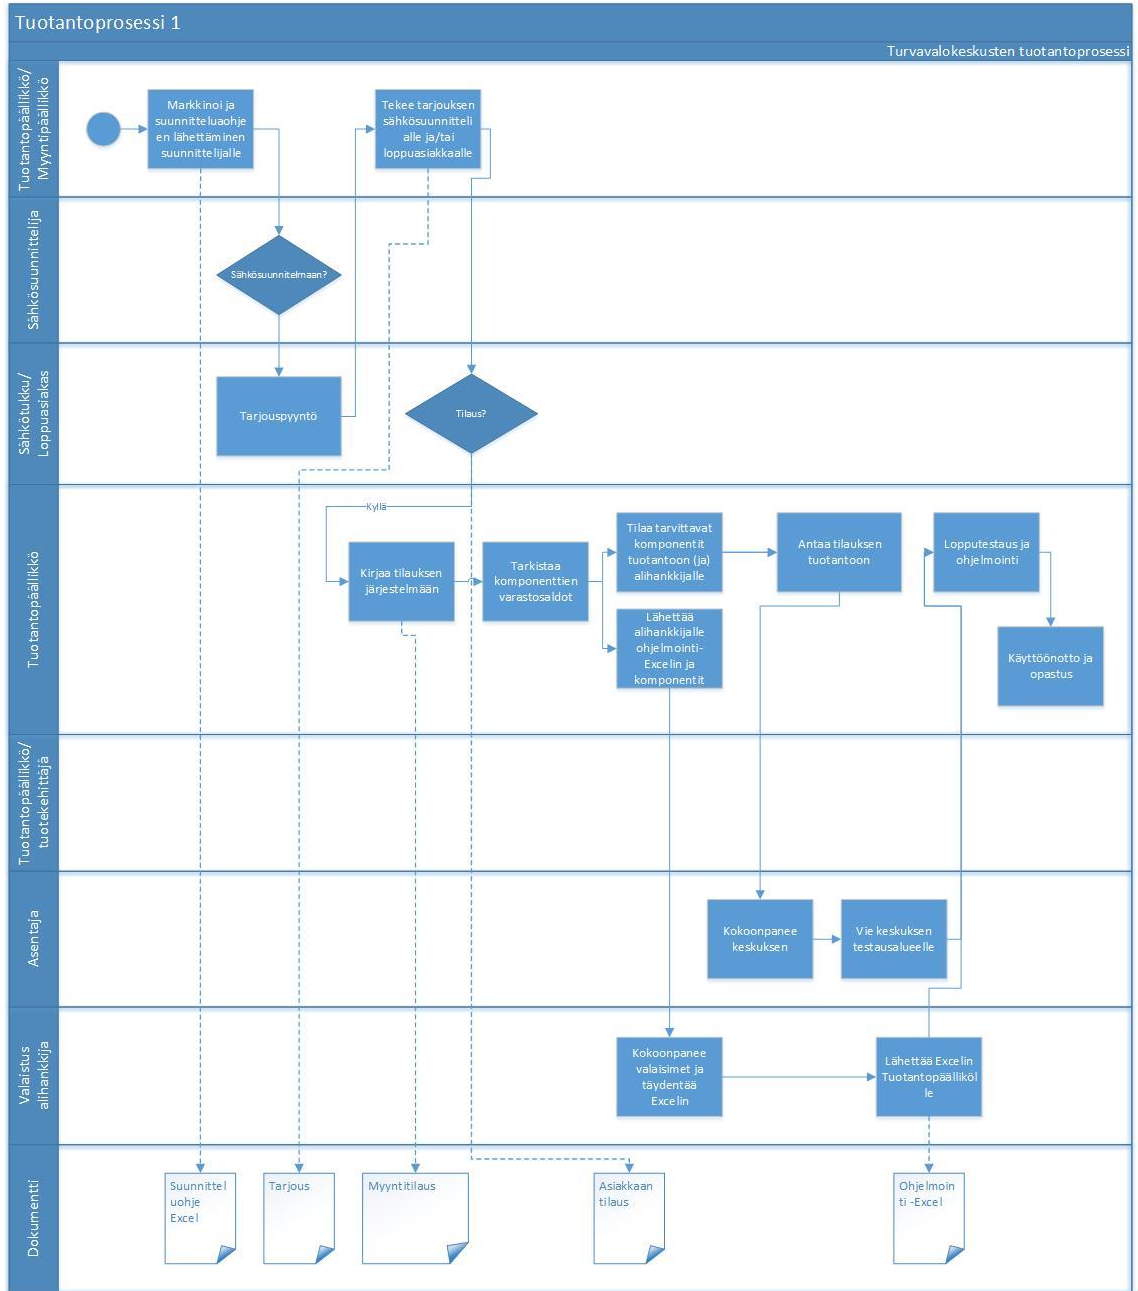 Tuotantoprosessi 1
Turvavalokeskusten tuotantoprosessi
Tuotantopäällikkö/
Myyntipäällikkö
Markkinoi ja
suunnitteluaohje
en lähettäminen
suunnittelijalle
Tekee tarjouksen
sähkösuunnitteli
alle ja/tai
loppuasiakkaalle
Sähkösuunnittelija
Sähkösuunnitelmaan?
Sähkötukku/
Loppuasiakas
Tarjouspyyntö
Tilaus?
Tuotantopäällikkö
Kyllä
Kirjaa tilauksen
järjestelmään
Tarkistaa
komponenttien
varastosaldot
Tilaa tarvittavat
komponentit
tuotantoon (ja)
alihankkijalle
Lähettää
alihankkijalle
ohjelmointi-
Excelin ja
komponentit
Antaa tilauksen
tuotantoon
Lopputestaus ja
ohjelmointi
Käyttöönotto ja
opastus
Tuotantopäällikkö/
tuotekehittäjä
Asentaja
Kokoonpanee
keskuksen
Vie keskuksen
testausalueelle
Valaistus
alihankkija
Kokoonpanee
valaisimet ja
täydentää
Excelin
Lähettää Excelin
Tuotantopäälliköl
le
Dokumentti
Suunnittel
uohje
Excel
Tarjous
Myyntitilaus
Asiakkaan
tilaus
Ohjelmoin
ti -Excel